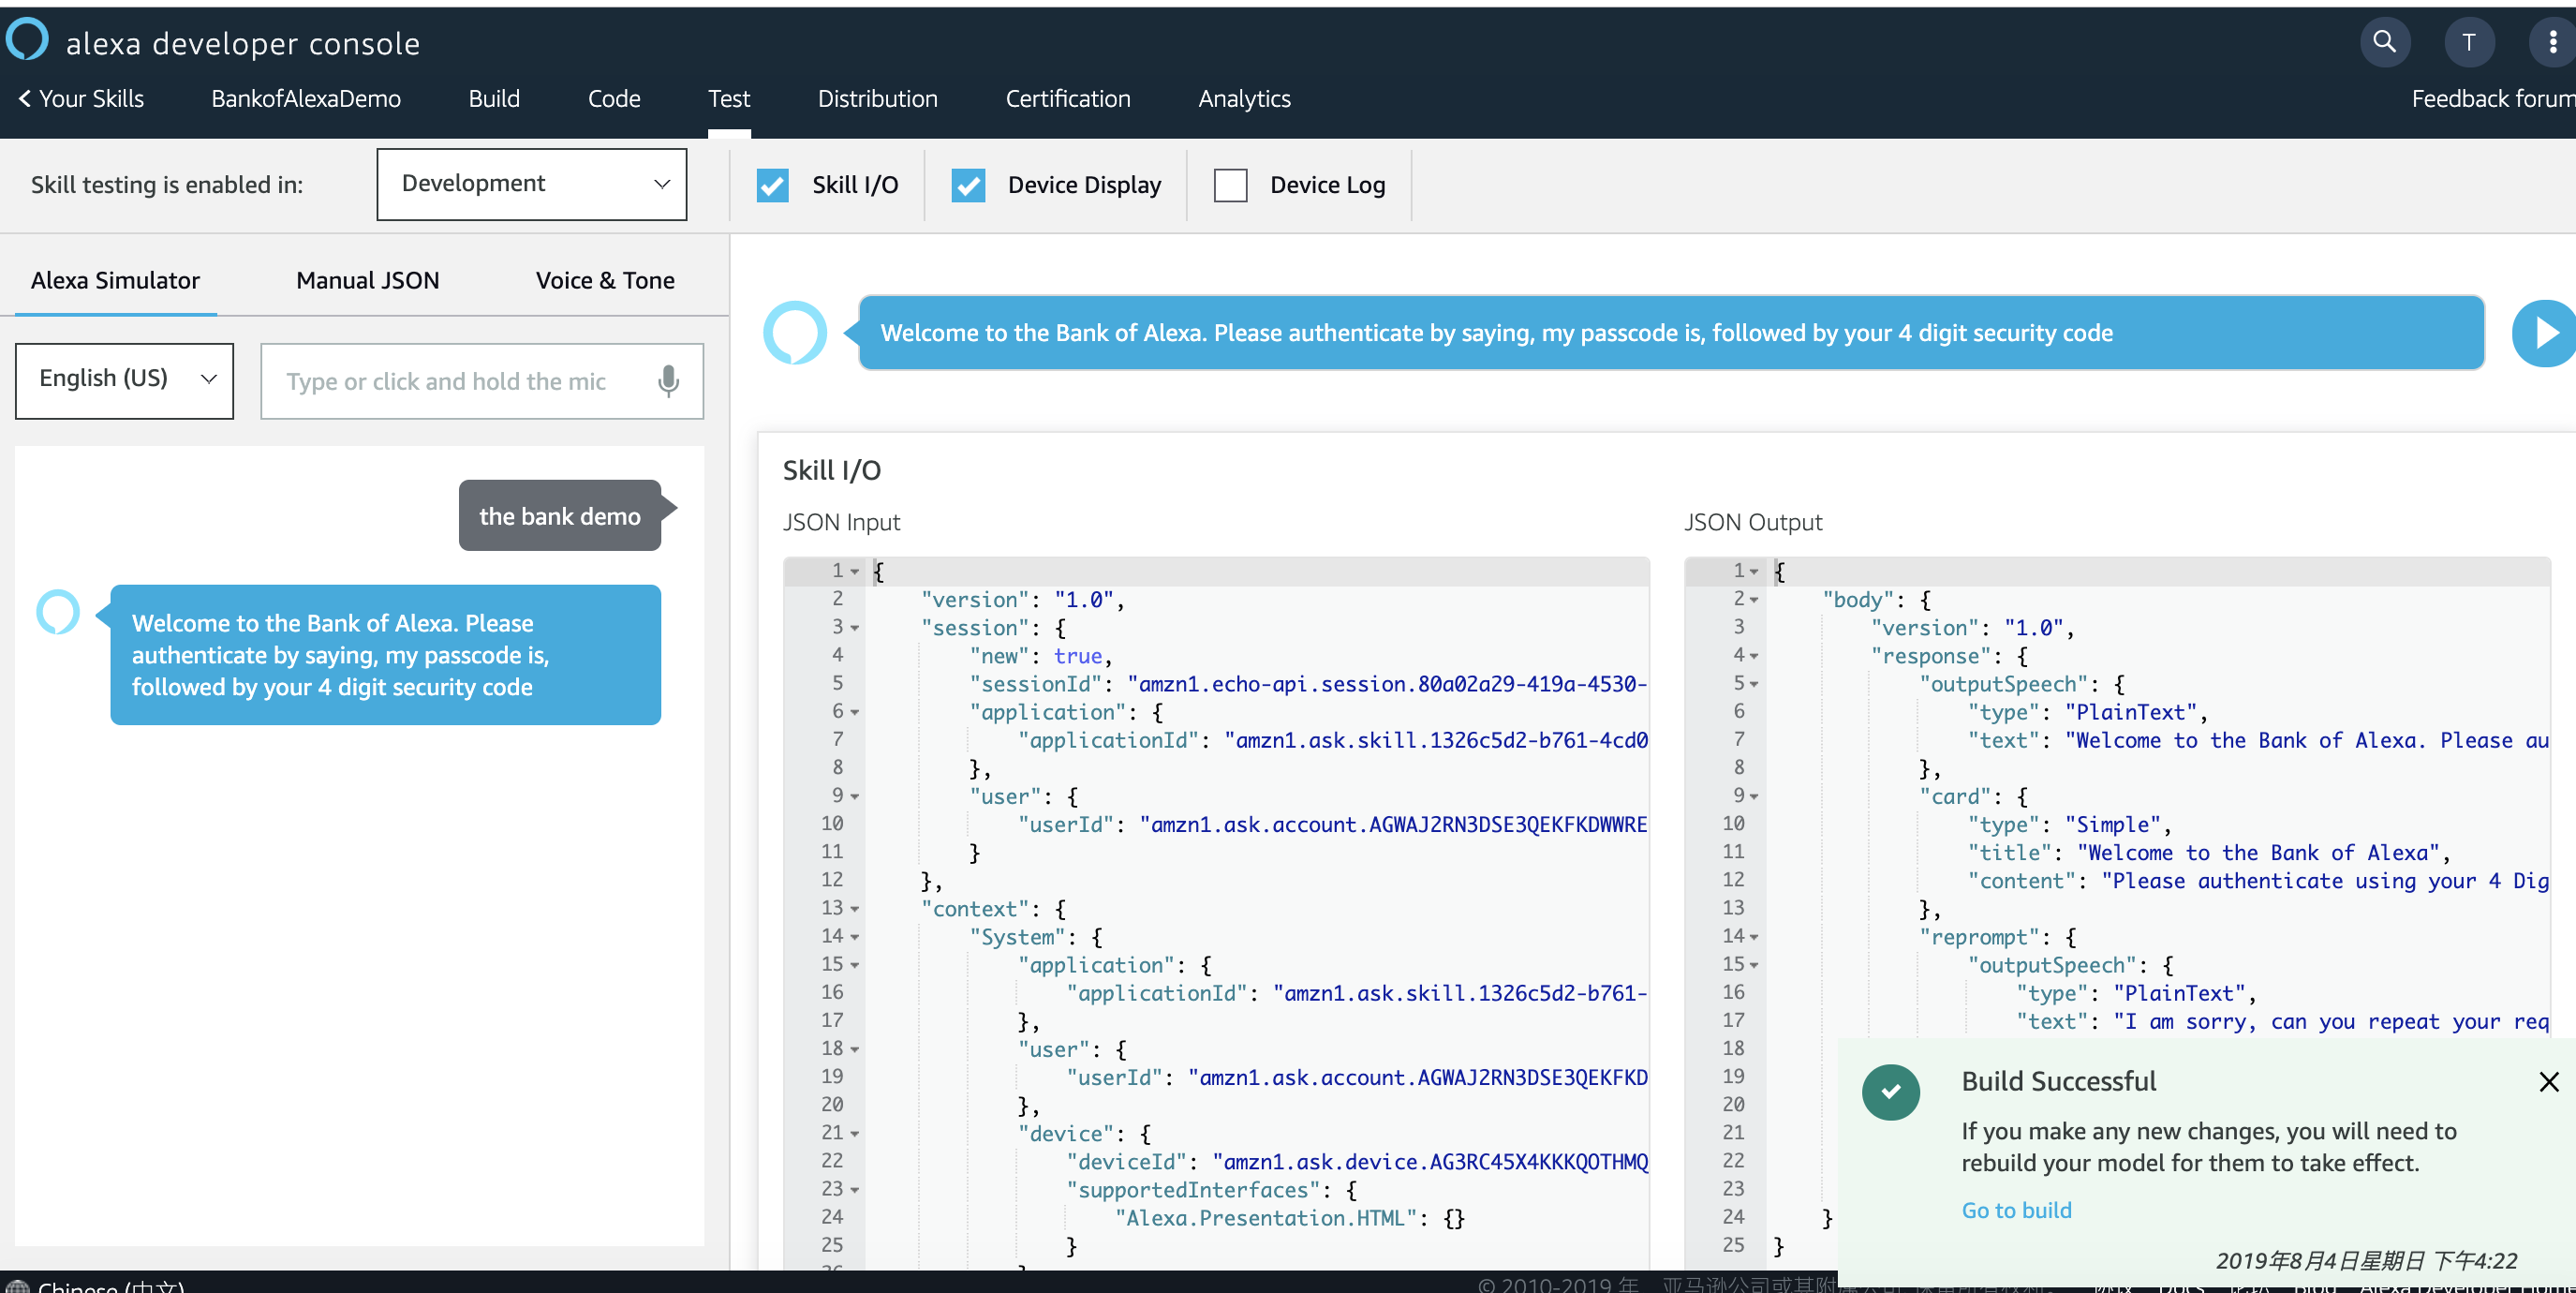 alexa developer console
T
Your Skills
BankofAlexaDemo
Build
Code
Test
Distribution
Certification
Analytics
Feedback forum
Skill testing is enabled in:
Development
Skill I/O
Device Display
Device Log
Alexa Simulator
Manual JSON
Voice & Tone
English (US)
Type or click and hold the mic
the bank demo
Welcome to the Bank of Alexa. Please
authenticate by saying, my passcode is,
followed by your 4 digit security code
Welcome to the Bank of Alexa. Please authenticate by saying, my passcode is, followed by your 4 digit security code
Skill I/O
JSON Input
1 {
2 "version": "1.0",
3 "session": {
4 "new": true,
5 "sessionId": "amzn1.echo-api.session.80a02a29-419a-4530-
6 "application": {
7 "applicationId": "amzn1.ask.skill.1326c5d2-b761-4cd0
8 },
9 "user": {
10 "userId": "amzn1.ask.account.AGWAJ2RN3DSE3QEKFKDWWRE
11 }
12 },
13 "context": {
14 "System": {
15 "application": {
16 "applicationId": "amzn1.ask.skill.1326c5d2-b761-
17 },
18 "user": {
19 "userId": "amzn1.ask.account.AGWAJ2RN3DSE3QEKFKD
20 },
21 "device": {
22 "deviceId": "amzn1.ask.device.AG3RC45X4KKKQOTHMQ
23 "supportedInterfaces": {
24 "Alexa.Presentation.HTML": {}
25 }
JSON Output
1 {
2 "body": {
3 "version": "1.0",
4 "response": {
5 "outputSpeech": {
6 "type": "PlainText",
7 "text": "Welcome to the Bank of Alexa. Please au
8 },
9 "card": {
10 "type": "Simple",
11 "title": "Welcome to the Bank of Alexa",
12 "content": "Please authenticate using your 4 Dig
13 },
14 "reprompt": {
15 "outputSpeech": {
16 "type": "PlainText",
17 "text": "I am sorry, can you repeat your req
18
19
20
21
22
23
24 }
25 }
Build Successful
If you make any new changes, you will need to
rebuild your model for them to take effect.
Go to build
2019年8月4日星期日 下午4:22
Chinese (中文)
© 2010-2019 年
亚马逊公司或其附